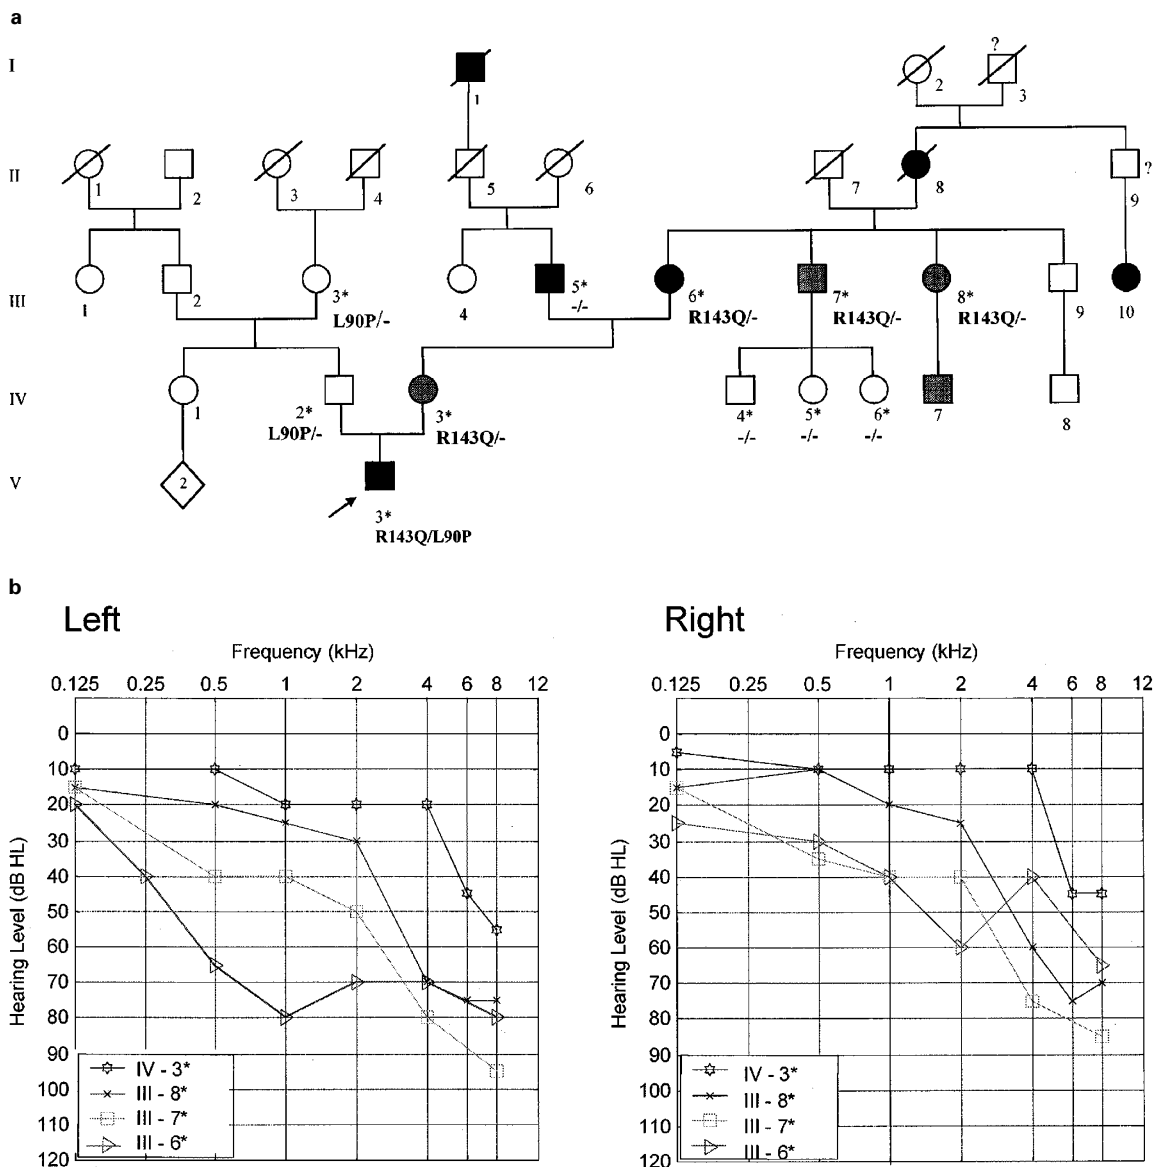 a
I
?
1
2
3
II
1
2
3
4
5
6
7
8
9
?
III
1
2
3*
L90P/-
4
5*
-/-
6*
R143Q/-
7*
R143Q/-
8*
R143Q/-
9
10
IV
1
2*
L90P/-
3*
R143Q/-
4*
-/-
5*
-/-
6*
-/-
7
8
V
2
3*
R143Q/L90P
b
Left
Frequency (kHz)
0.125 0.25 0.5 1 2 4 6 8 12
Hearing Level (dB HL)
0
10
20
30
40
50
60
70
80
90
100
110
120
IV - 3*
III - 8*
III - 7*
III - 6*
Right
Frequency (kHz)
0.125 0.25 0.5 1 2 4 6 8 12
Hearing Level (dB HL)
0
10
20
30
40
50
60
70
80
90
100
110
120
IV - 3*
III - 8*
III - 7*
III - 6*